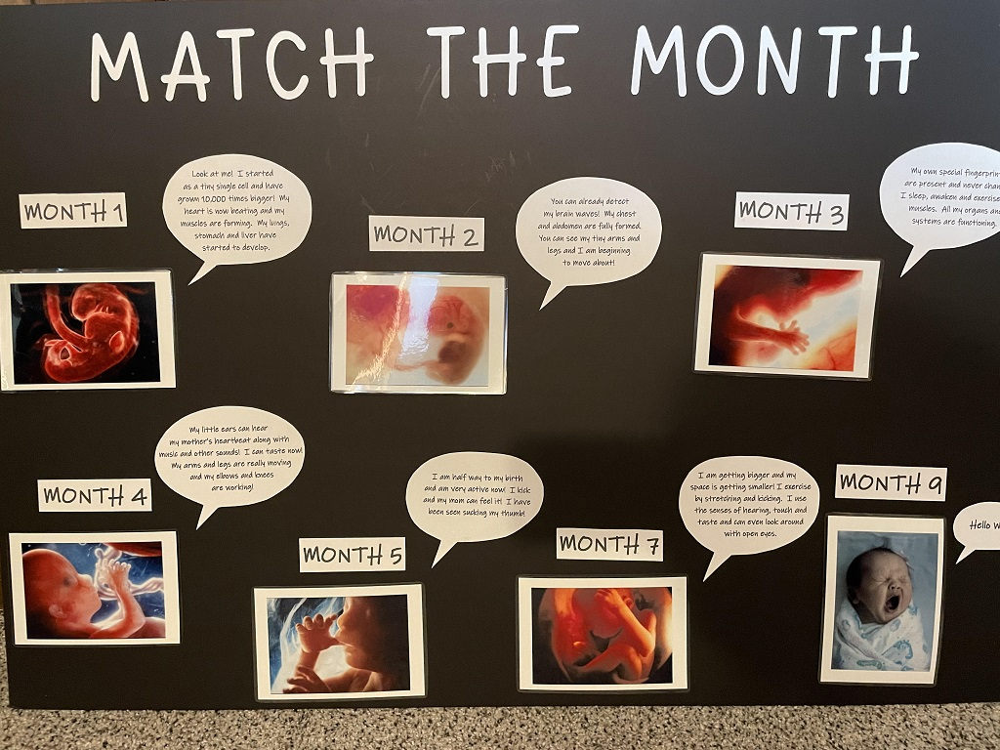 MATCH THE MONTH
MONTH 1
Look at me! I started
as a tiny single cell and have
grown 10,000 times bigger! My
heart is now beating and my
muscles are forming. My lungs,
stomach and liver have
started to develop.
MONTH 2
You can already detect
my brain waves! My chest
and abdomen are fully formed.
You can see my tiny arms and
legs and I am beginning
to move about!
MONTH 3
My own special fingerprin
are present and never chan
I sleep, awaken and exercise
muscles. All my organs an
systems are functioning.
MONTH 4
My little ears can hear
my mother's heartbeat along with
music and other sounds! I can taste now!
My arms and legs are really moving
and my elbows and knees
are working!
MONTH 5
I am half way to my birth
and am very active now! I kick
and my mom can feel it! I have
been seen sucking my thumb!
MONTH 7
I am getting bigger and my
space is getting smaller! I exercise
by stretching and kicking. I use
the senses of hearing, touch and
taste and can even look around
with open eyes.
MONTH 9
Hello W